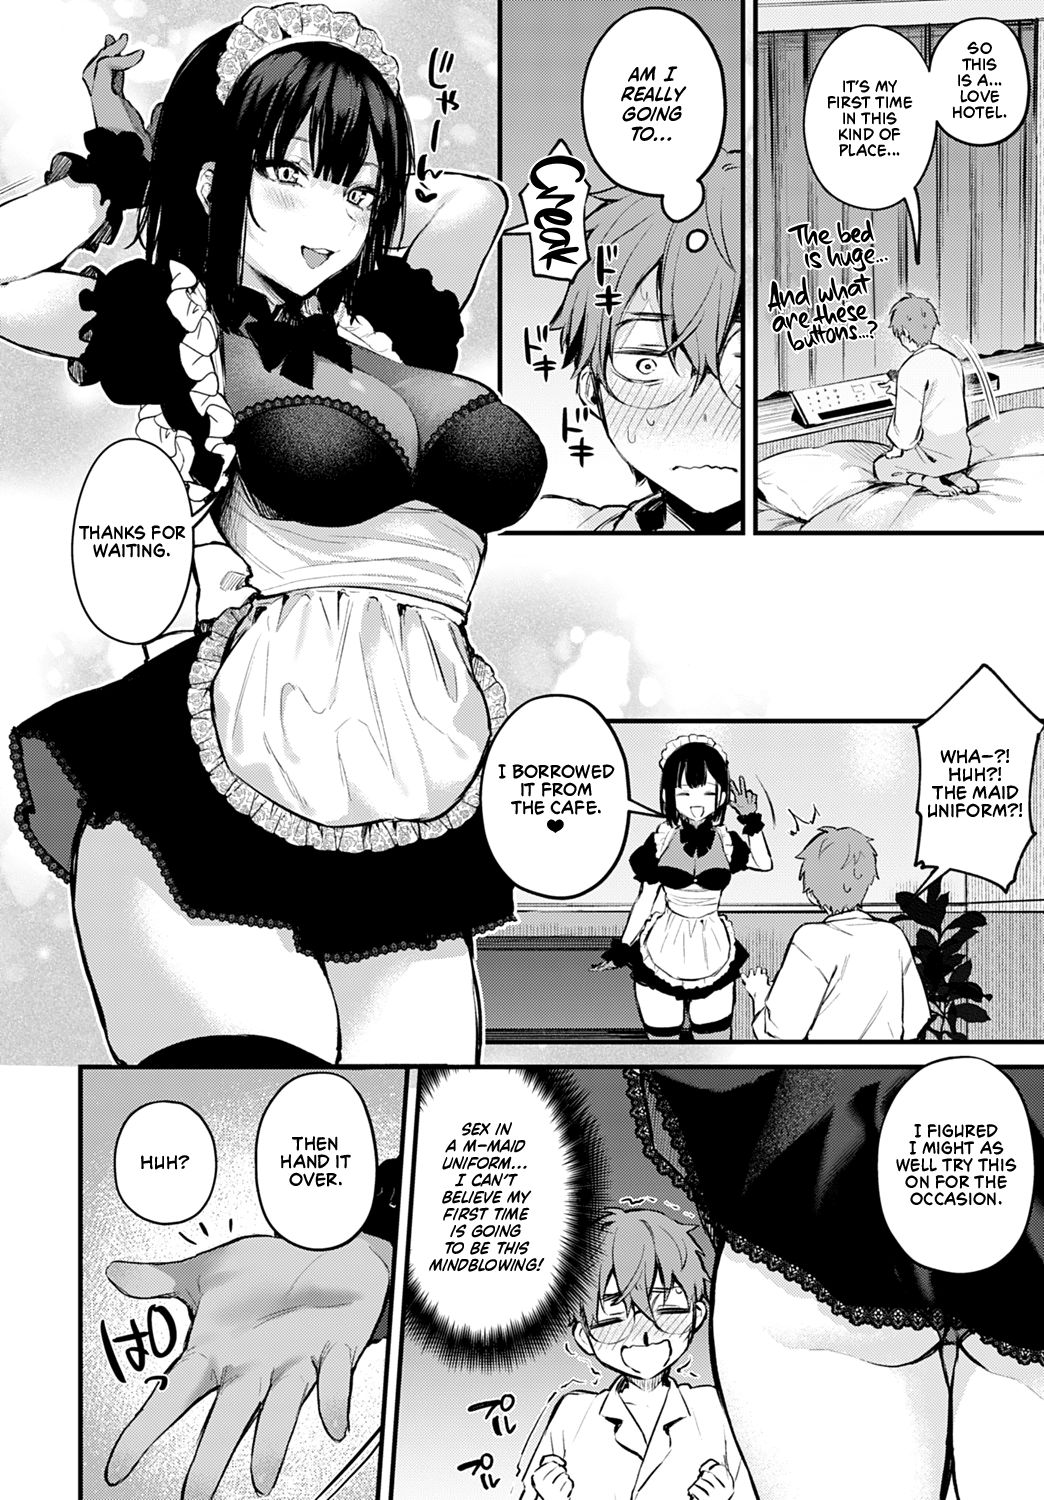 SO
THIS
IS A...
LOVE
HOTEL.
IT'S MY
FIRST TIME
IN THIS
KIND OF
PLACE...
The bed
is huge...
And what
are these
buttons...?
AM I
REALLY
GOING
TO...
Creak
ドキ
ドキ
じゃーん
THANKS FOR
WAITING.
WHA-?!
HUH?!
THE MAID
UNIFORM?!
I BORROWED
IT FROM
THE CAFE.
♥
I FIGURED
I MIGHT AS
WELL TRY THIS
ON FOR THE
OCCASION.
SEX IN
A M-MAID
UNIFORM...
I CAN'T
BELIEVE MY
FIRST TIME
IS GOING
TO BE THIS
MINDBLOWING!
プル
プル
THEN
HAND IT
OVER.
HUH?